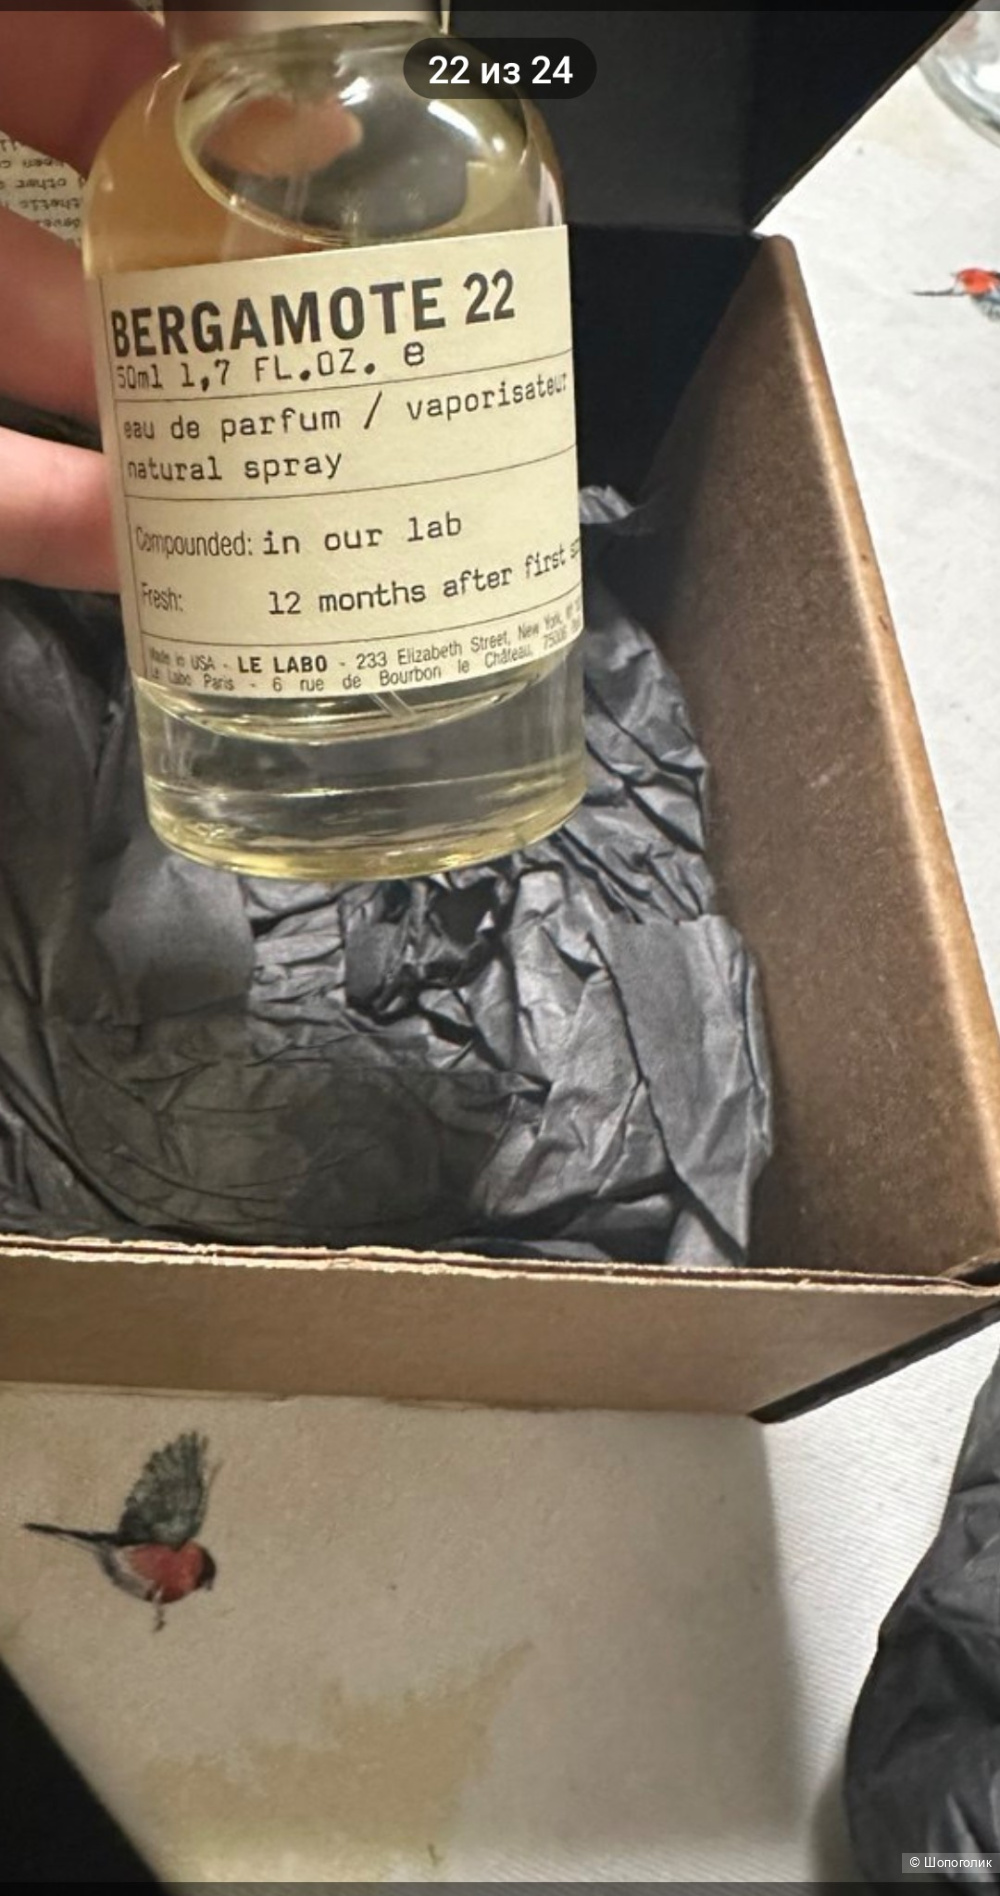 22 из 24
BERGAMOTE 22
50ml 1,7 FL.OZ. e
eau de parfum / vaporisateur
natural spray
Compounded: in our lab
Fresh: 12 months after first
Made in USA - LE LABO - 233 Elizabeth Street, New York,
Le Labo Paris - 6 rue de Bourbon le Château, 75006
© Шопоголик